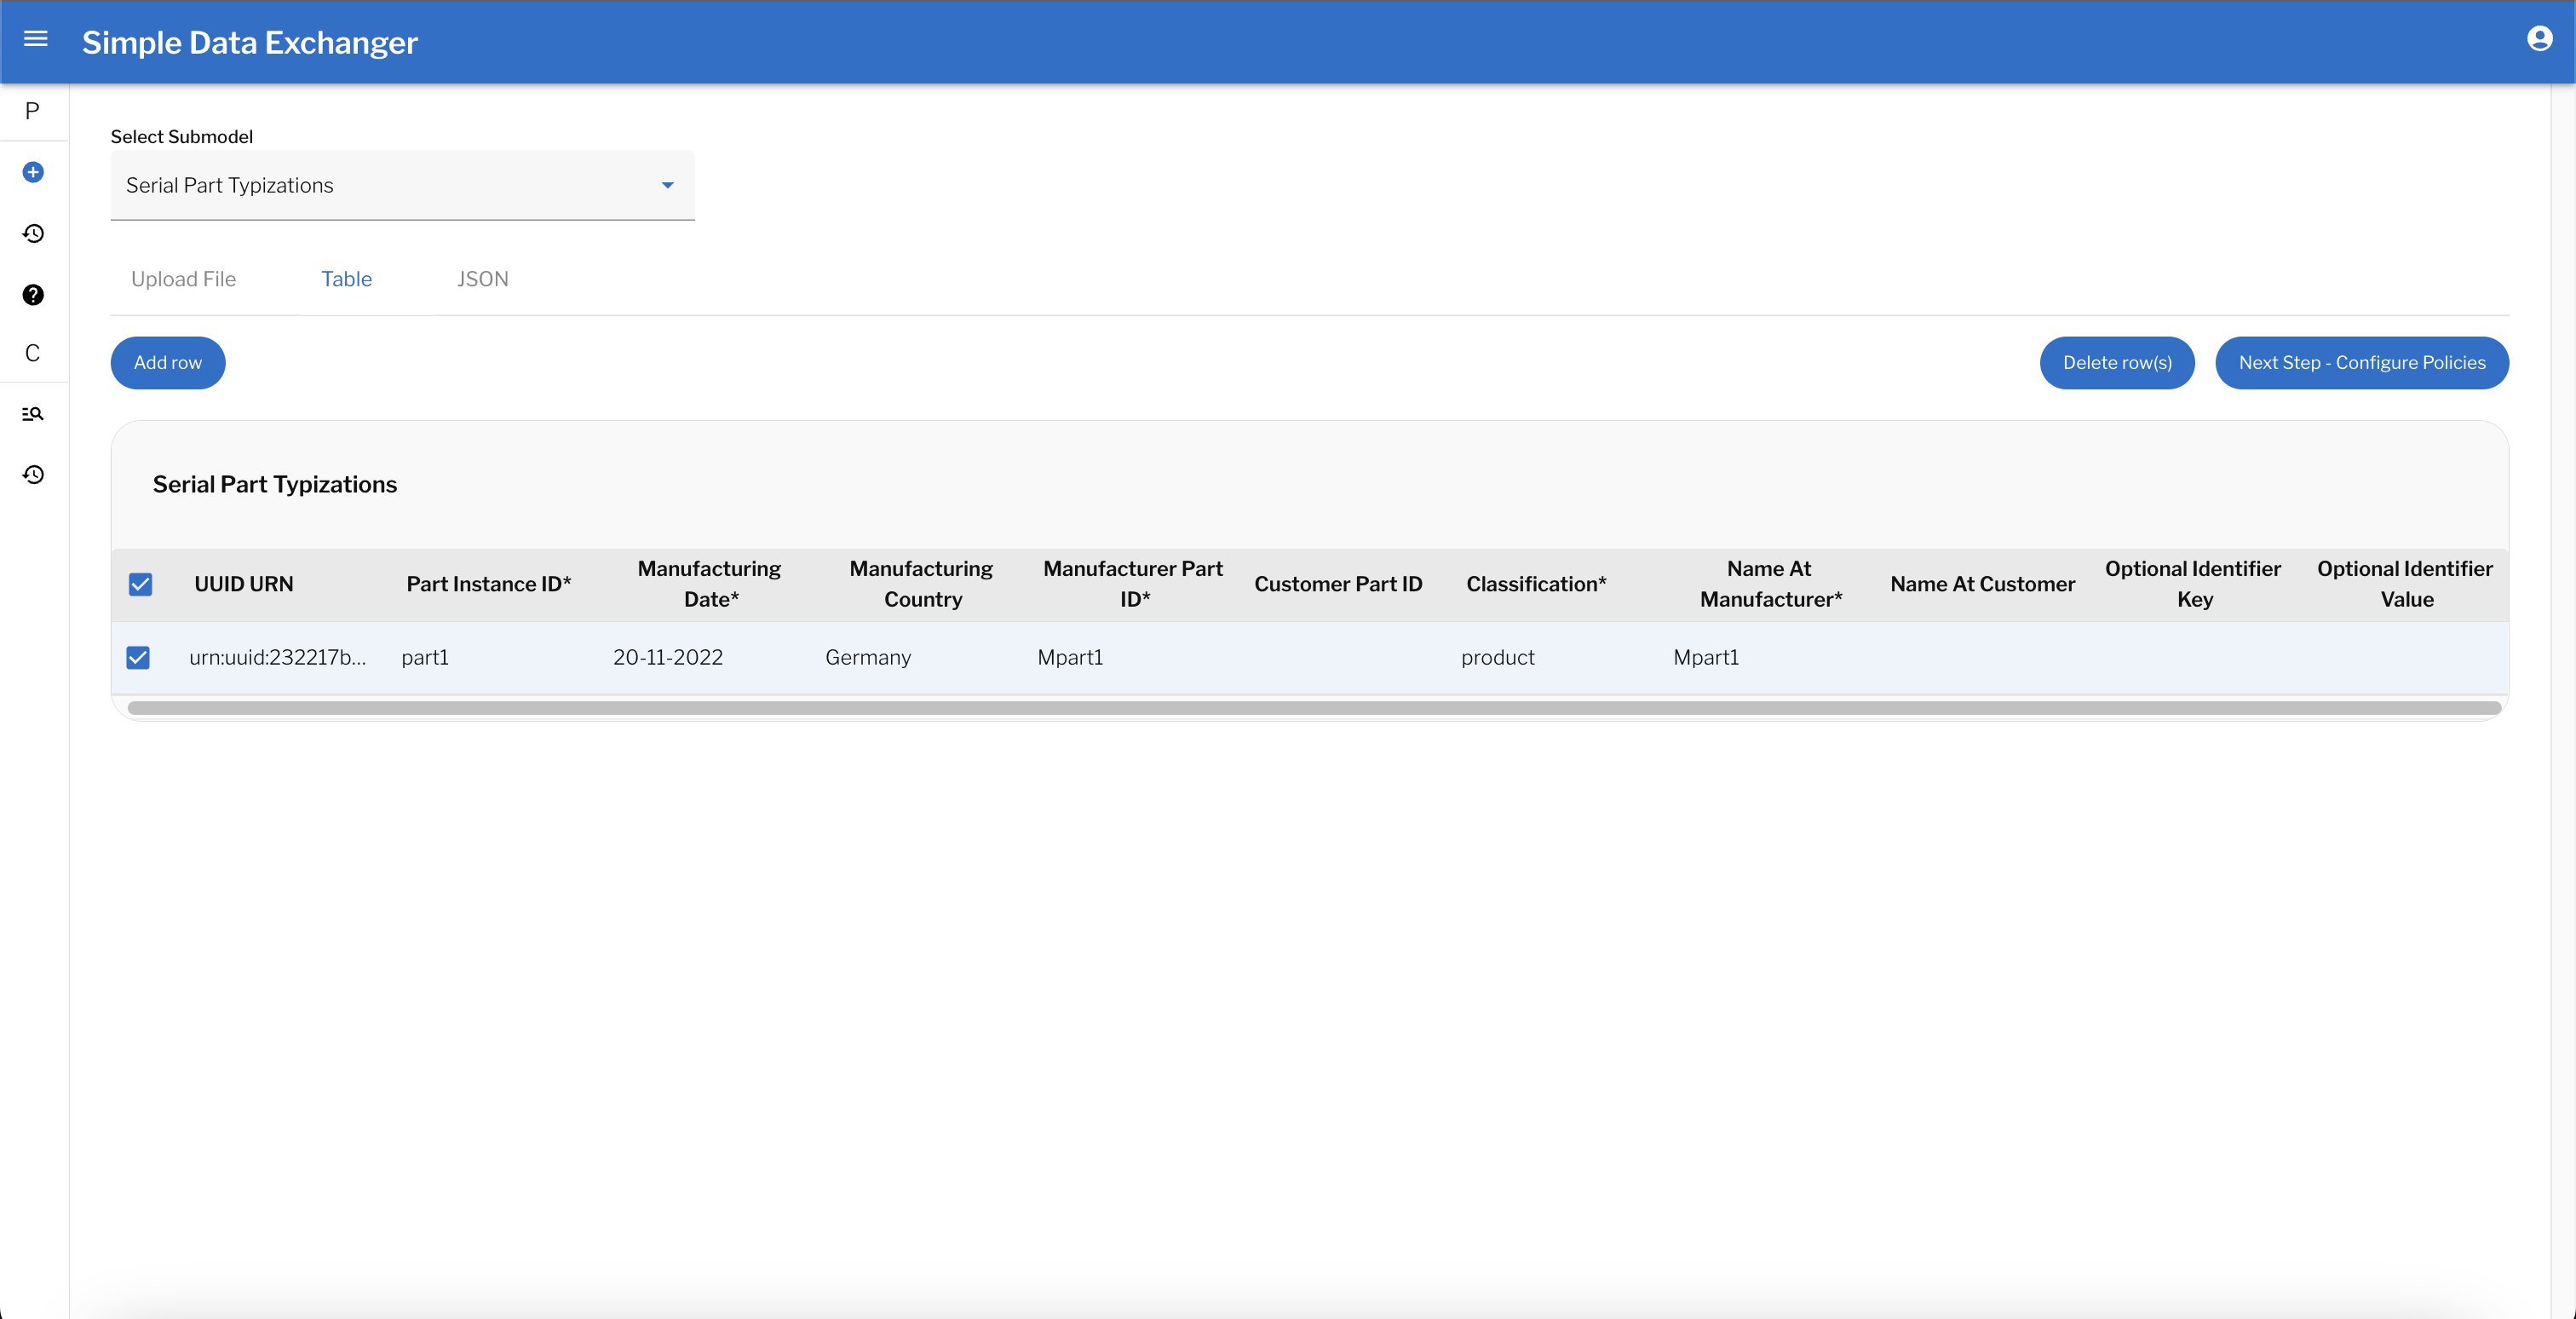 Simple Data Exchanger
P
Select Submodel
Serial Part Typizations
Upload File Table JSON
C
Add row Delete row(s) Next Step - Configure Policies
Serial Part Typizations
UUID URN Part Instance ID* Manufacturing Date* Manufacturing Country Manufacturer Part ID* Customer Part ID Classification* Name At Manufacturer* Name At Customer Optional Identifier Key Optional Identifier Value
urn:uuid:232217b... part1 20-11-2022 Germany Mpart1 product Mpart1